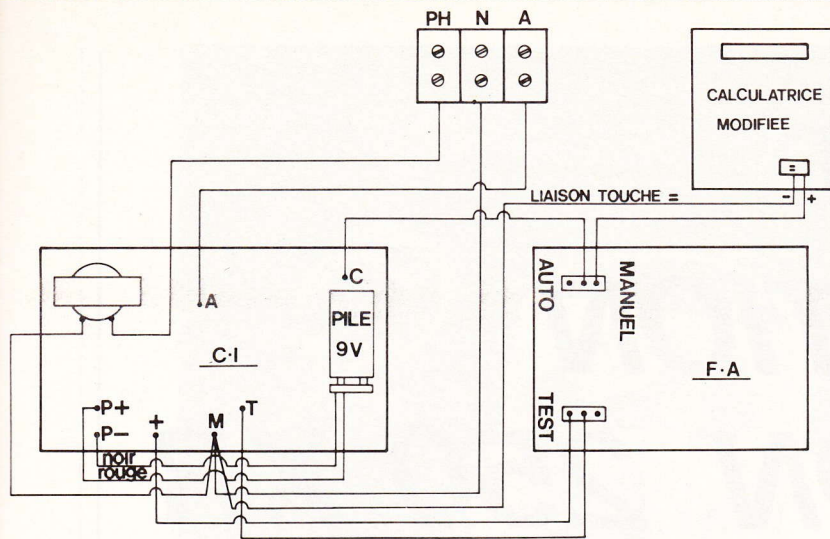 PH N A
CALCULATRICE
MODIFIEE
=
- +
LIAISON TOUCHE =
A
C
PILE
9V
C·I
AUTO
MANUEL
F·A
TEST
P+
P-
+
M
T
noir
rouge